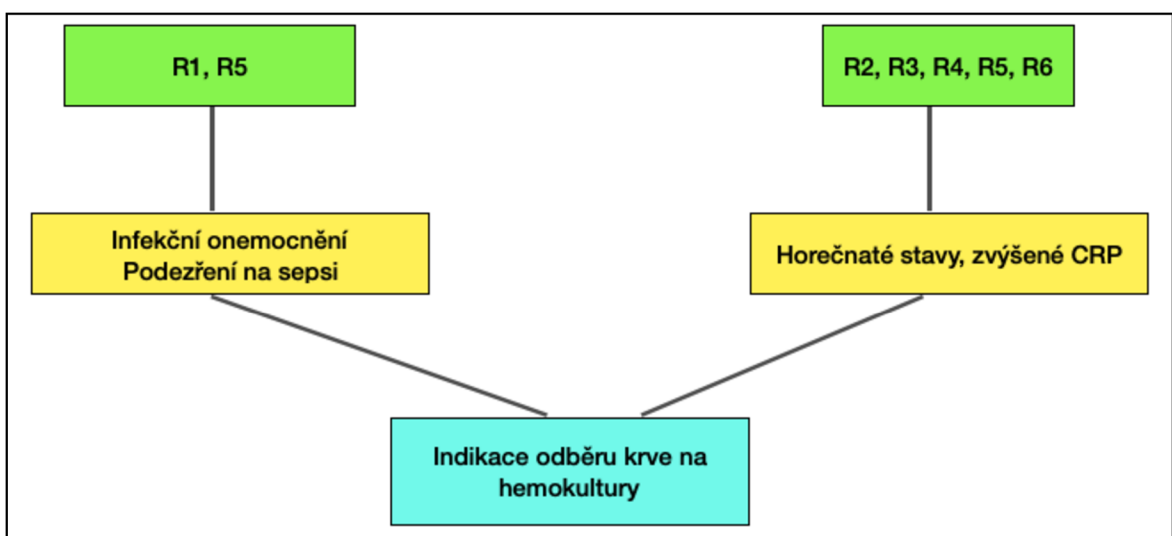 R1, R5
R2, R3, R4, R5, R6
Infekční onemocnění
Podezření na sepsi
Horečnaté stavy, zvýšené CRP
Indikace odběru krve na
hemokultury